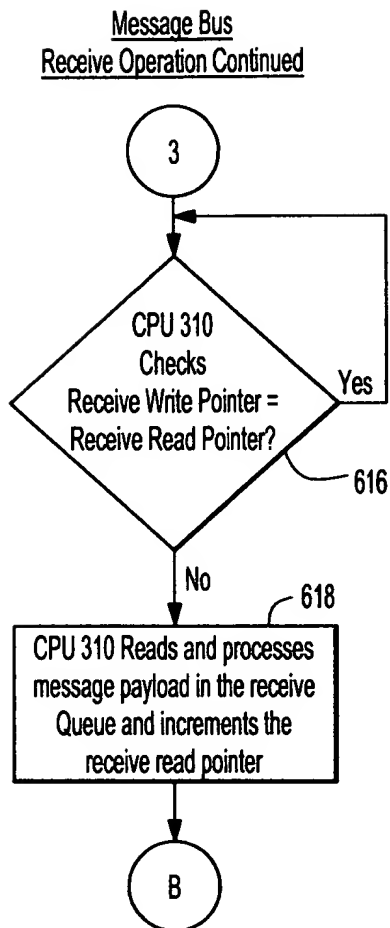 Message Bus
Receive Operation Continued
3
CPU 310
Checks
Receive Write Pointer =
Receive Read Pointer?
Yes
616
No
618
CPU 310 Reads and processes
message payload in the receive
Queue and increments the
receive read pointer
B